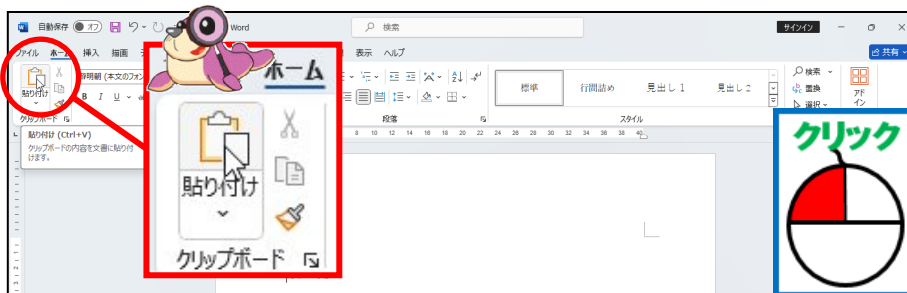 自動保存 オフ Word 検索 サインイン
ファイル ホーム 挿入 描画 表示 ヘルプ 共有
貼り付け 明朝 (本文のフォン
B I U 標準 行間詰め 見出し 1 見出し 2 検索 置換 選択 アド イン
クリップボード 段落 スタイル
貼り付け (Ctrl+V)
クリップボードの内容を文書に貼り付
けます。
8 10 12 14 16 18 20 22 24 26 28 30 32 34 36 38 40
ホーム
貼り付け
クリップボード
クリック